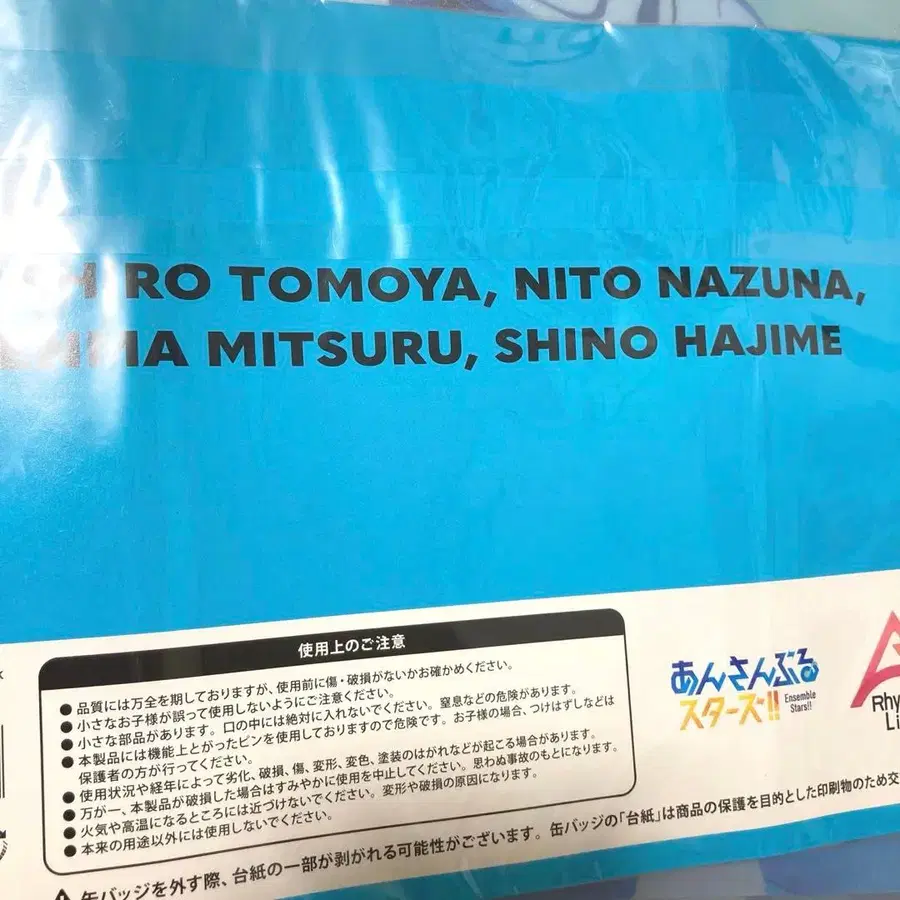 HIRO TOMOYA, NITO NAZUNA,
MA MITSURU, SHINO HAJIME
使用上のご注意
●品質には万全を期しておりますが、使用前に傷・破損がないかお確かめください。
●小さなお子様が誤って使用しないようにご注意ください。
●小さな部品があります。口の中には絶対に入れないでください。窒息などの危険があります。
●本製品には機能上とがったピンを使用しておりますので危険です。お子様の場合、つけはずしなどは
保護者の方が行ってください。
●使用状況や経年によって劣化、破損、傷、変形、変色、塗装のはがれなどが起こる場合があります。
●万が一、本製品が破損した場合はすみやかに使用を中止してください。思わぬ事故のもとになります。
●火気や高温になるところには近づけないでください。変形や破損の原因になります。
●本来の用途以外には使用しないでください。
あんさんぶる
スターズ!!
Ensemble
Stars!!
Rhy
Li
⚠缶バッジを外す際、台紙の一部が剥がれる可能性がございます。缶バッジの「台紙」は商品の保護を目的とした印刷物のため交